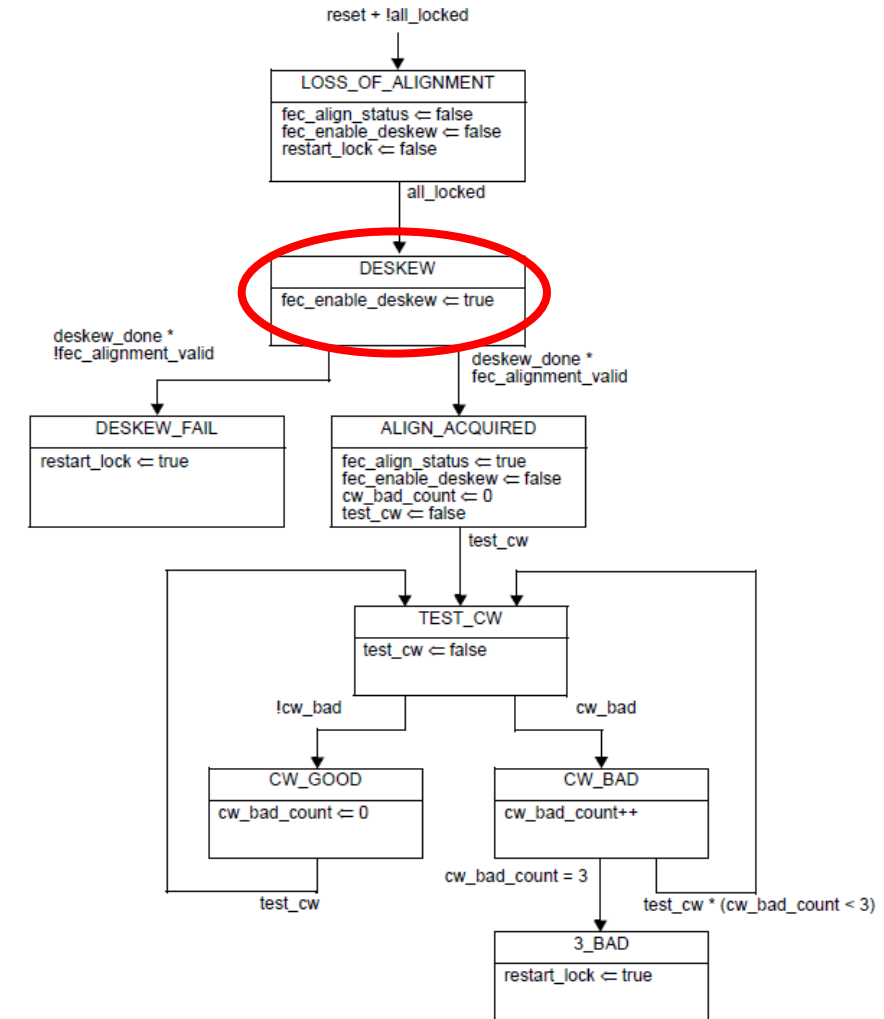 reset + !all_locked
LOSS_OF_ALIGNMENT
fec_align_status ⇐ false
fec_enable_deskew ⇐ false
restart_lock ⇐ false
all_locked
DESKEW
fec_enable_deskew ⇐ true
deskew_done *
!fec_alignment_valid
deskew_done *
fec_alignment_valid
DESKEW_FAIL
restart_lock ⇐ true
ALIGN_ACQUIRED
fec_align_status ⇐ true
fec_enable_deskew ⇐ false
cw_bad_count ⇐ 0
test_cw ⇐ false
test_cw
TEST_CW
test_cw ⇐ false
!cw_bad
cw_bad
CW_GOOD
cw_bad_count ⇐ 0
CW_BAD
cw_bad_count++
test_cw
cw_bad_count = 3
test_cw * (cw_bad_count < 3)
3_BAD
restart_lock ⇐ true